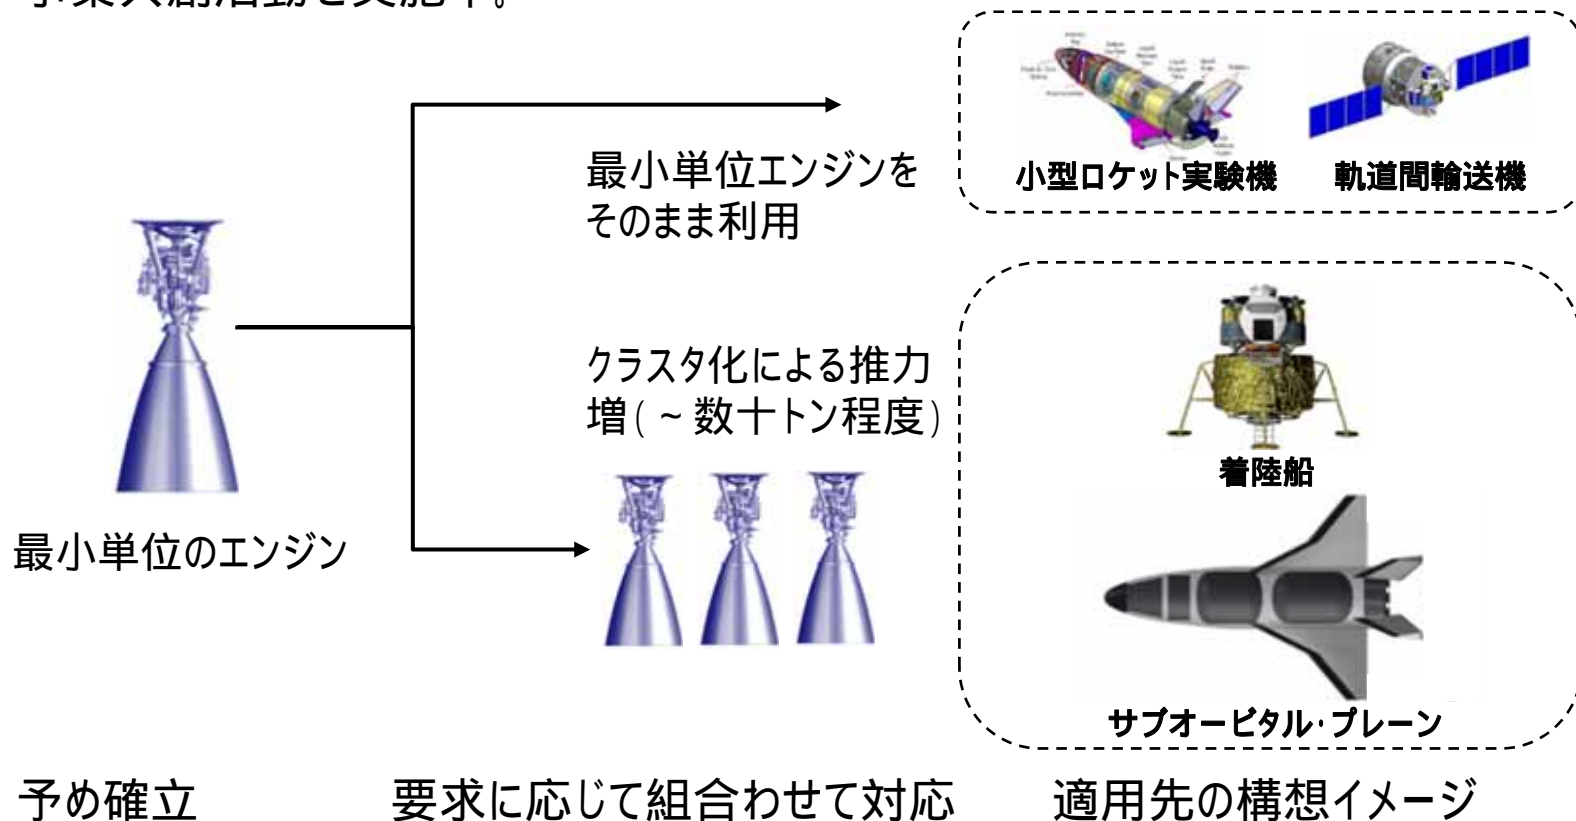 最小単位エンジンを
そのまま利用
小型ロケット実験機
軌道間輸送機
クラスタ化による推力
増(~数十トン程度)
着陸船
最小単位のエンジン
サブオービタル・プレーン
予め確立
要求に応じて組合わせて対応
適用先の構想イメージ